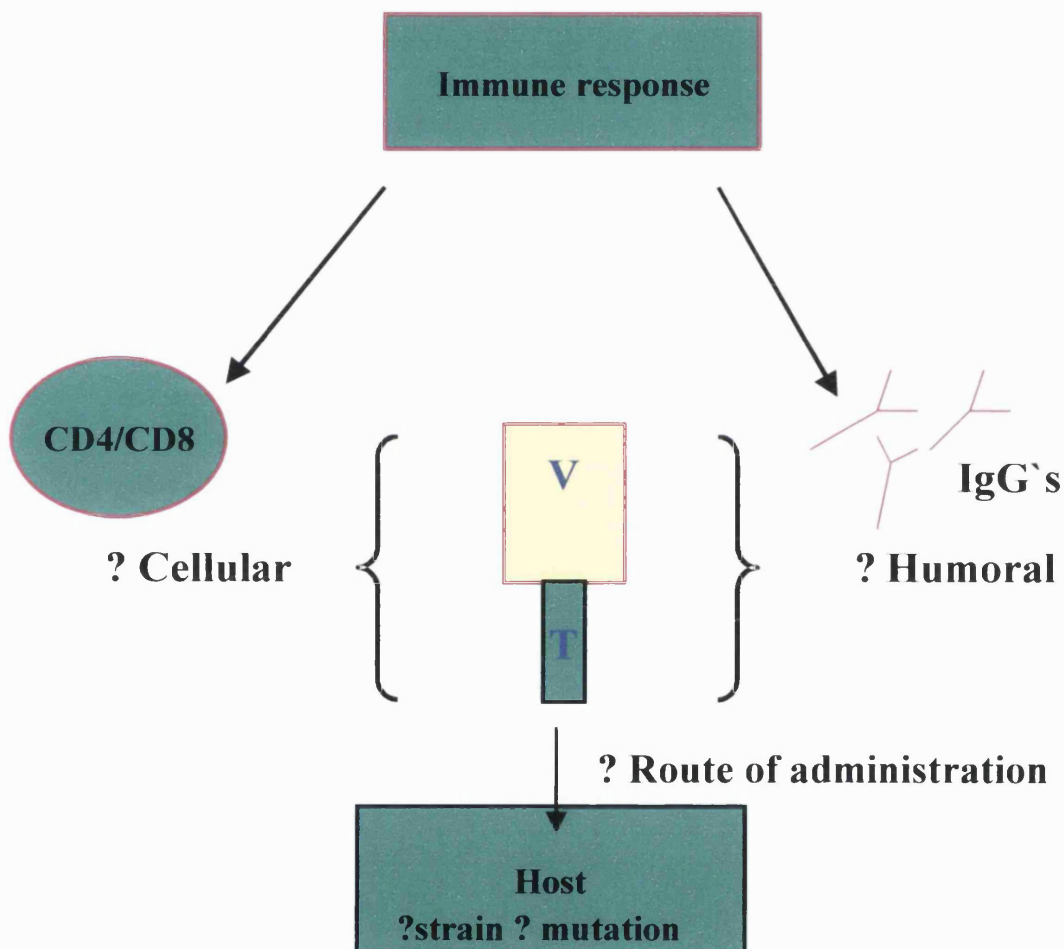 Immune response
CD4/CD8
V
IgG`s
? Cellular
? Humoral
T
? Route of administration
Host
?strain ? mutation